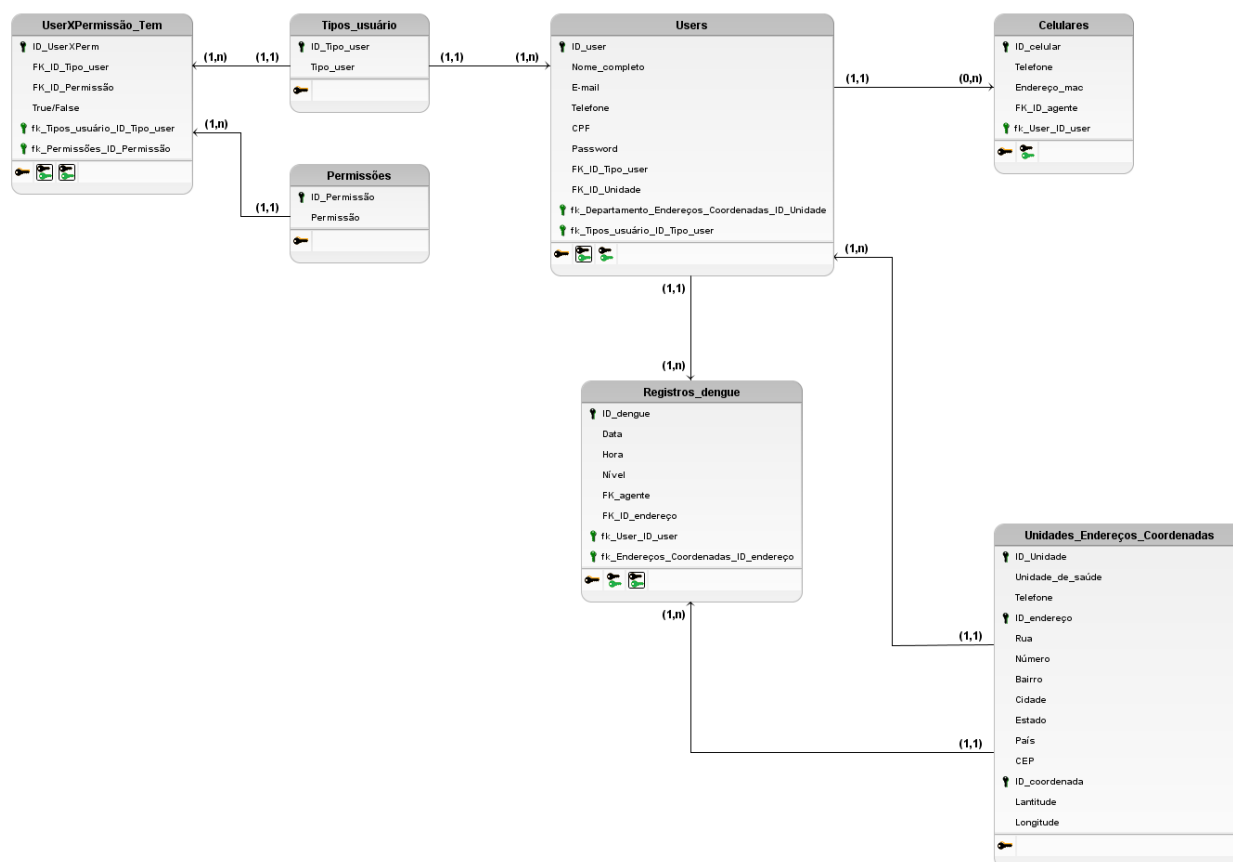 UserXPermissão_Tem
ID_UserXPerm
FK_ID_Tipo_user
FK_ID_Permissão
True/False
fk_Tipos_usuário_ID_Tipo_user
fk_Permissões_ID_Permissão
(1,n)
(1,1)
Tipos_usuário
ID_Tipo_user
Tipo_user
(1,1)
(1,n)
(1,n)
(1,1)
Permissões
ID_Permissão
Permissão
Users
ID_user
Nome_completo
E-mail
Telefone
CPF
Password
FK_ID_Tipo_user
FK_ID_Unidade
fk_Departamento_Endereços_Coordenadas_ID_Unidade
fk_Tipos_usuário_ID_Tipo_user
(1,1)
(0,n)
Celulares
ID_celular
Telefone
Endereço_mac
FK_ID_agente
fk_User_ID_user
(1,n)
(1,1)
(1,n)
Registros_dengue
ID_dengue
Data
Hora
Nível
FK_agente
FK_ID_endereço
fk_User_ID_user
fk_Endereços_Coordenadas_ID_endereço
(1,n)
(1,1)
(1,1)
Unidades_Endereços_Coordenadas
ID_Unidade
Unidade_de_saúde
Telefone
ID_endereço
Rua
Número
Bairro
Cidade
Estado
País
CEP
ID_coordenada
Lantitude
Longitude